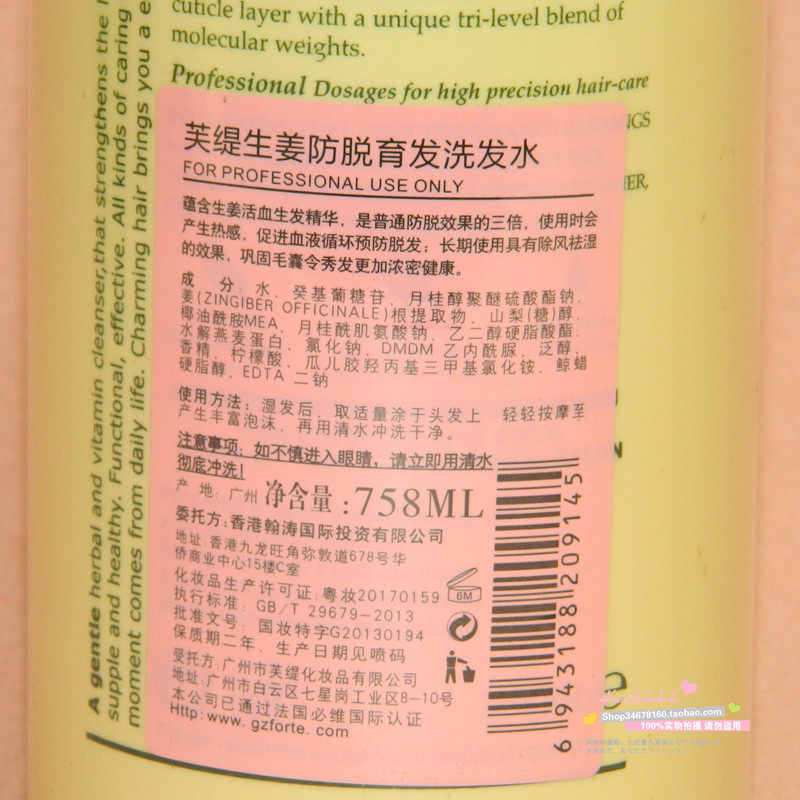 cuticle layer with a unique tri-level blend of
molecular weights.
Professional Dosages for high precision hair-care
芙缇生姜防脱育发洗发水
FOR PROFESSIONAL USE ONLY
蕴含生姜活血生发精华，是普通防脱效果的三倍，使用时会
产生热感，促进血液循环预防脱发；长期使用具有除风祛湿
的效果，巩固毛囊令秀发更加浓密健康。
成 分：水、癸基葡糖苷、月桂醇聚醚硫酸酯钠、
姜(ZINGIBER OFFICINALE)根提取物、山梨(糖)醇、
椰油酰胺MEA、月桂酰肌氨酸钠、乙二醇硬脂酸酯、
水解燕麦蛋白、氯化钠、DMDM 乙内酰脲、泛醇、
香精、柠檬酸、瓜儿胶羟丙基三甲基氯化铵、鲸蜡
硬脂醇、EDTA 二钠
使用方法：湿发后，取适量涂于头发上 轻轻按摩至
产生丰富泡沫，再用清水冲洗干净。
注意事项：如不慎进入眼睛，请立即用清水
彻底冲洗！
产 地：广州 净含量：758ML
委托方：香港翰涛国际投资有限公司
地址：香港九龙旺角弥敦道678号华
侨商业中心15楼C室
化妆品生产许可证：粤妆20170159
执行标准：GB/T 29679-2013
批准文号：国妆特字G20130194
保质期二年，生产日期见喷码
受托方：广州市芙缇化妆品有限公司
地址：广州市白云区七星岗工业区8-10号
本公司已通过法国必维国际认证
Http:www.gzforte.com
6M
6 943188 209145
A gentle herbal and vitamin cleanser, that strengthens the
supple and healthy. Functional, effective. All kinds of caring
moment comes from daily life. Charming hair brings you a e
Shop34678160.taobao.com
100%实物拍摄 请勿盗用